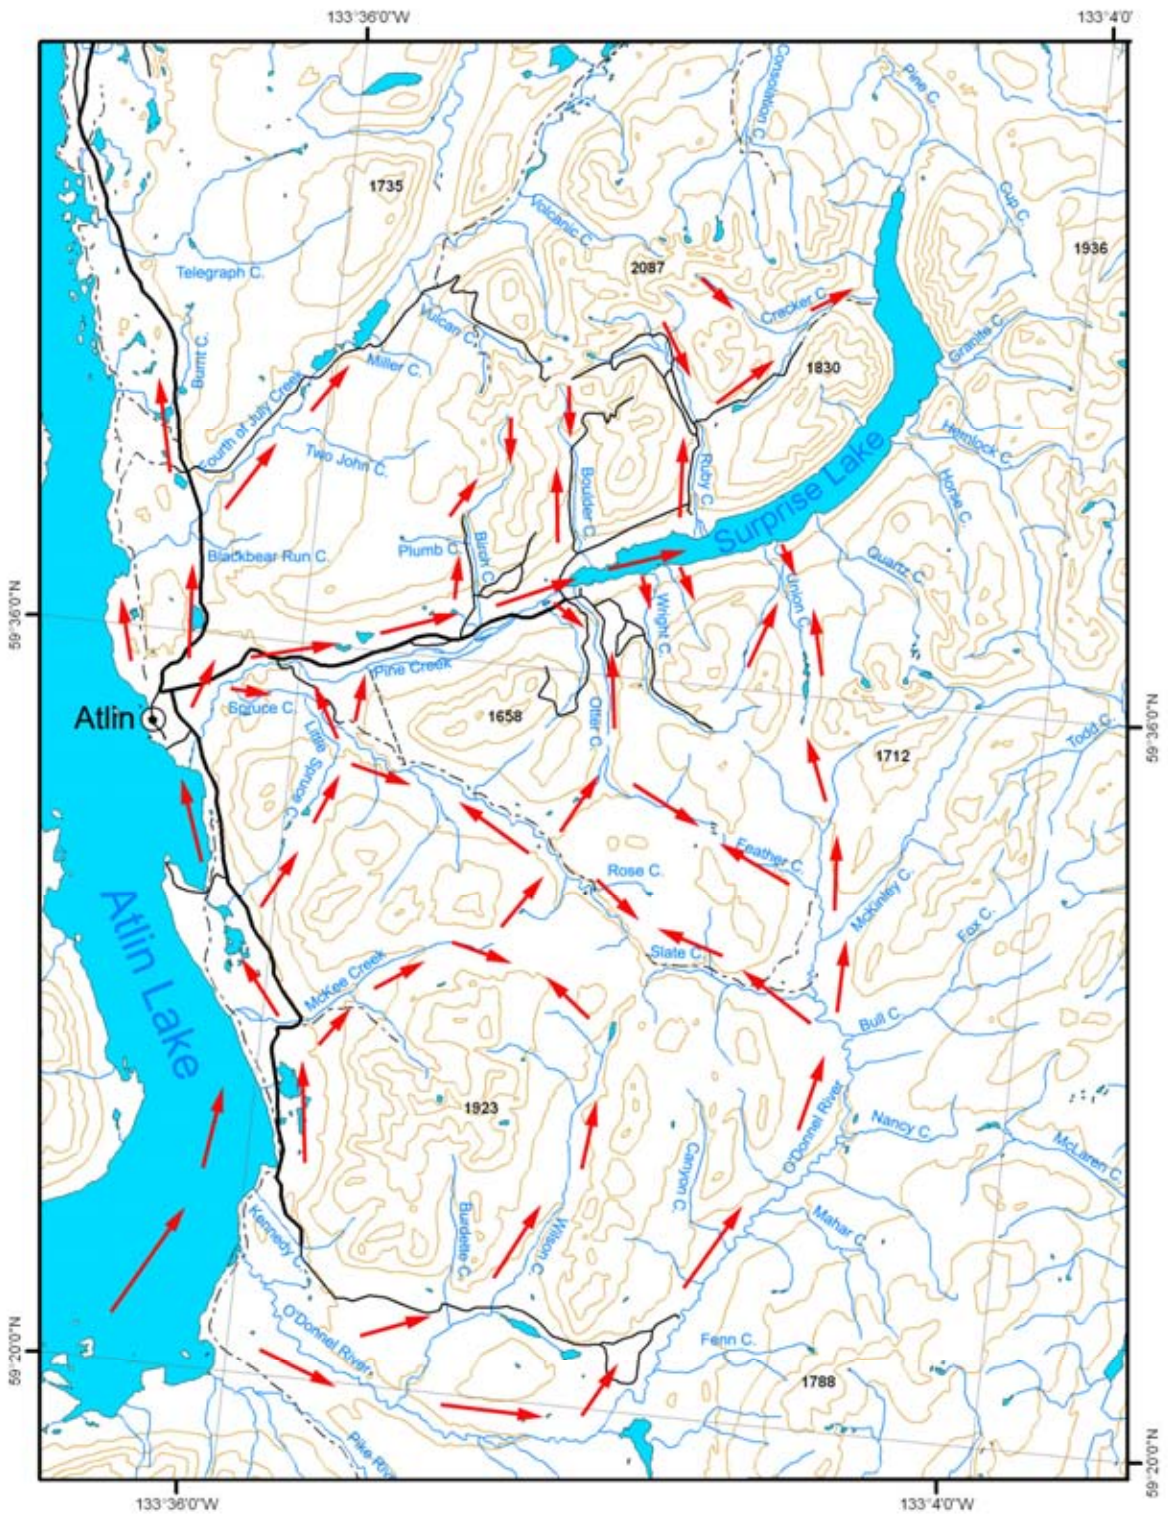 133°36'0"W
133°4'0'
Consolation C.
Pine C.
1735
Cup C.
Volcanic C.
1936
Telegraph C.
2087
Cracker C.
Vulcan C.
Granite C.
Burnt C.
Miller C.
1830
Fourth of July Creek
Two John C.
Hemlock C.
Boulder C.
Ruby C.
Surprise Lake
Horse C.
Blackbear Run C.
Plumb C.
Birch C.
Quartz C.
59°36'0"N
Wright C.
Union C.
Pine Creek
Spruce C.
Atlin
1658
Otter C.
Little Spruce C.
Todd C.
59°36'0"N
1712
Feather C.
Rose C.
McKinley C.
Atlin Lake
Fox C.
Slate C.
McKee Creek
Bull C.
1923
O'Donnel River
Nancy C.
McLaren C.
Canyon C.
Kennedy C.
Burdette C.
Wilson C.
Mahar C.
O'Donnel River
Fenn C.
59°20'0"N
1788
Pike Riv
59°20'0"N
133°36'0"W
133°4'0'W